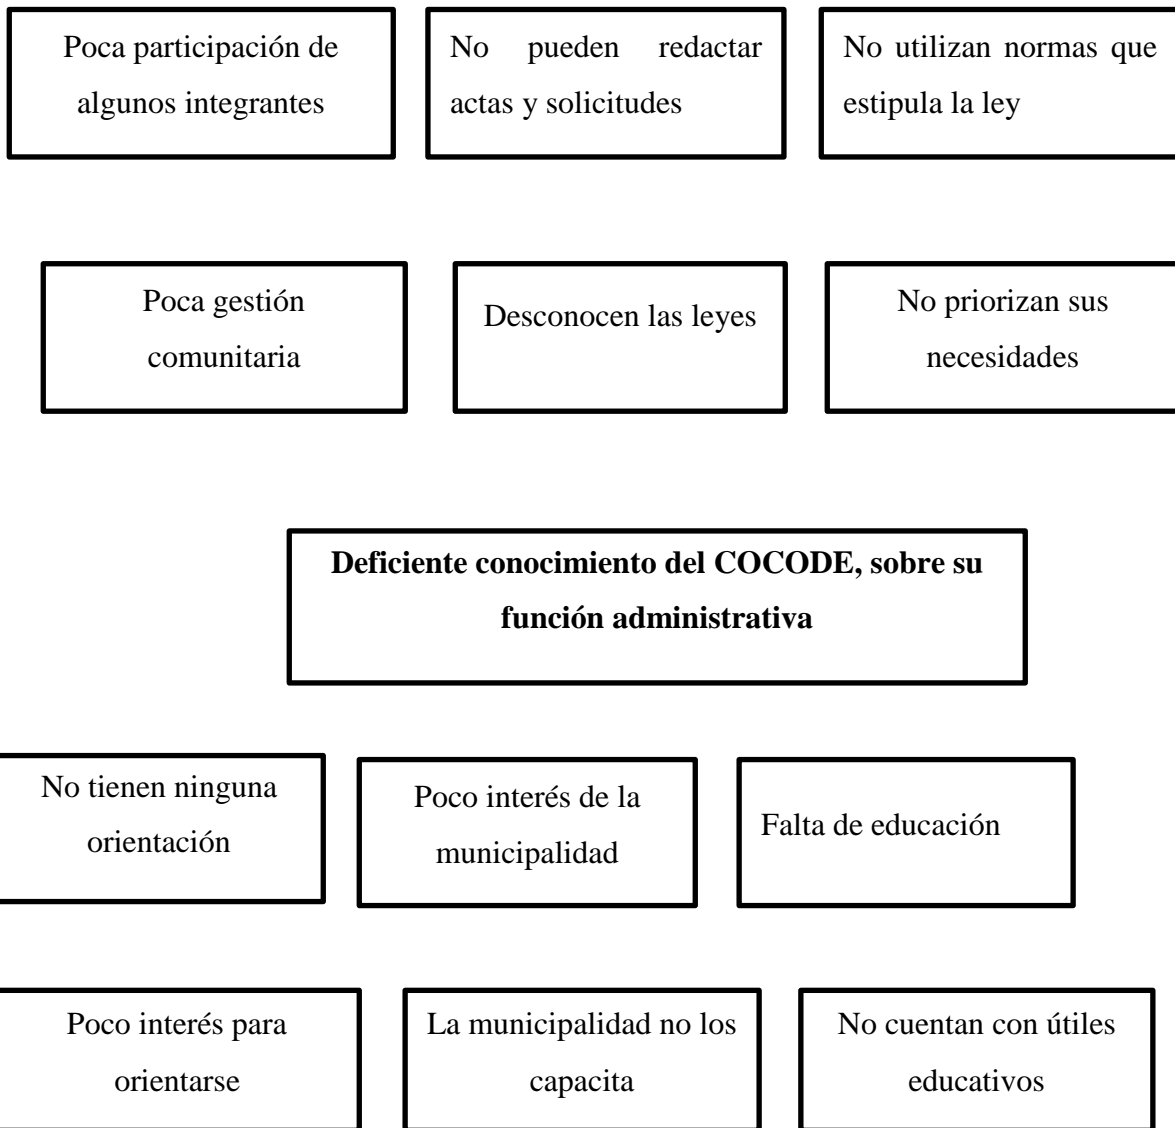 Poca participación de
algunos integrantes
No pueden redactar
actas y solicitudes
No utilizan normas que
estipula la ley
Poca gestión
comunitaria
Desconocen las leyes
No priorizan sus
necesidades
Deficiente conocimiento del COCODE, sobre su
función administrativa
No tienen ninguna
orientación
Poco interés de la
municipalidad
Falta de educación
Poco interés para
orientarse
La municipalidad no los
capacita
No cuentan con útiles
educativos